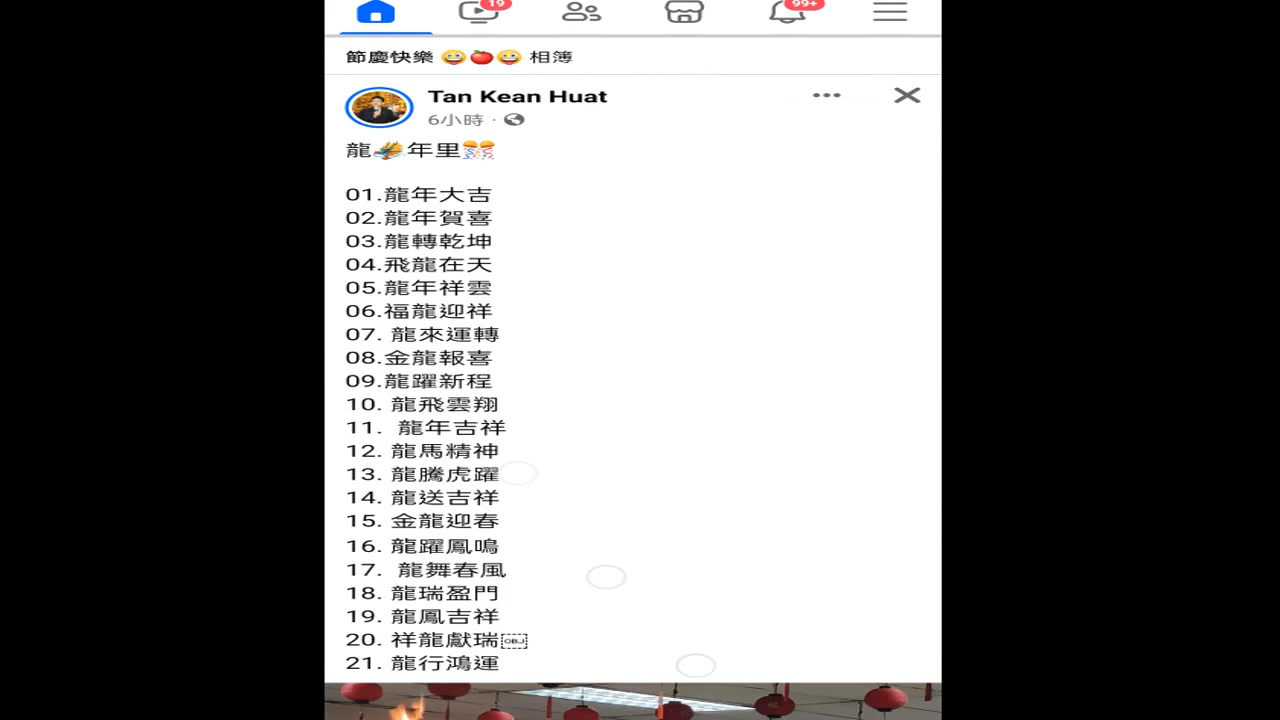 19
99+
節慶快樂 😀🍅😀 相簿
Tan Kean Huat
6小時 ·
龍🐲年里🎊🎊
01.龍年大吉
02.龍年賀喜
03.龍轉乾坤
04.飛龍在天
05.龍年祥雲
06.福龍迎祥
07. 龍來運轉
08.金龍報喜
09.龍躍新程
10. 龍飛雲翔
11. 龍年吉祥
12. 龍馬精神
13. 龍騰虎躍
14. 龍送吉祥
15. 金龍迎春
16. 龍躍鳳鳴
17. 龍舞春風
18. 龍瑞盈門
19. 龍鳳吉祥
20. 祥龍獻瑞OBJ
21. 龍行鴻運